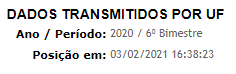 DADOS TRANSMITIDOS POR UF
Ano / Período: 2020 / 6º Bimestre
Posição em: 03/02/2021 16:38:23